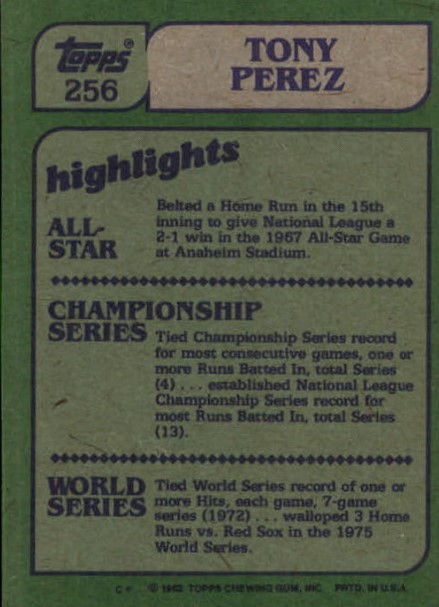 Topps®
256
TONY
PEREZ
highlights
ALL-
STAR
Belted a Home Run in the 15th
inning to give National League a
2-1 win in the 1967 All-Star Game
at Anaheim Stadium.
CHAMPIONSHIP
SERIES
Tied Championship Series record
for most consecutive games, one or
more Runs Batted In, total Series
(4) . . . established National League
Championship Series record for
most Runs Batted In, total Series
(13).
WORLD
SERIES
Tied World Series record of one or
more Hits, each game, 7-game
series (1972) . . . walloped 3 Home
Runs vs. Red Sox in the 1975
World Series.
© 1982 TOPPS CHEWING GUM, INC. PRTD. IN U.S.A.